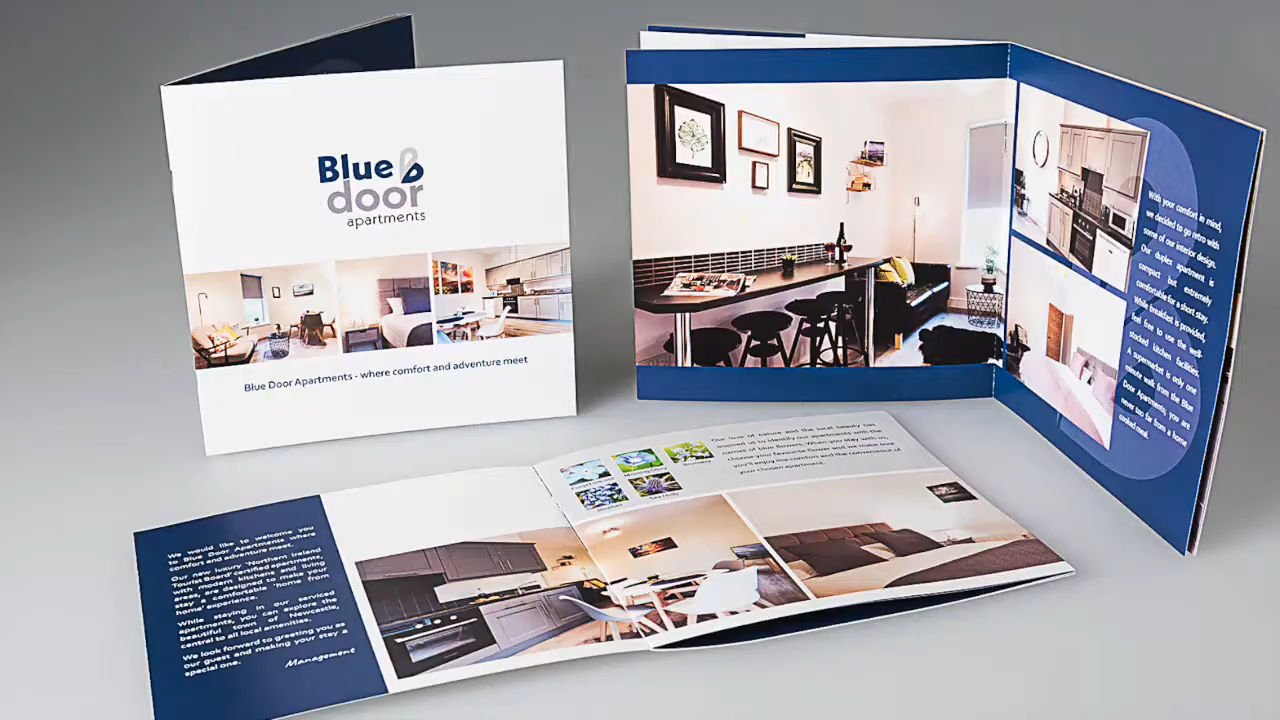 Blue
door
apartments
Blue Door Apartments - where comfort and adventure meet
With your comfort in mind,
we decided to go retro with
some of our interior design.
Our duplex apartment is
compact but extremely
comfortable for a short stay.
While breakfast is provided,
feel free to use the well-
stocked kitchen facilities.
A supermarket is only one
minute walk from the Blue
Door Apartments, you are
never too far from a home
cooked meal.
Our love of nature and the local beauty has
inspired us to identify our apartments with the
names of blue flowers. When you stay with us,
choose your favourite flower and we make sure
you'll enjoy the comfort and the convenience of
your chosen apartment.
Forget-me-not
Morning Glory
Brunnera
Bluebell
Sea Holly
We would like to welcome you
to Blue Door Apartments where
comfort and adventure meet.
Our new luxury 'Northern Ireland
Tourist Board' certified apartments,
with modern kitchens and living
areas, are designed to make your
stay a comfortable 'home from
home' experience.
While staying in our serviced
apartments, you can explore the
beautiful town of Newcastle,
central to all local amenities.
We look forward to greeting you as
our guest and making your stay a
special one.
Management